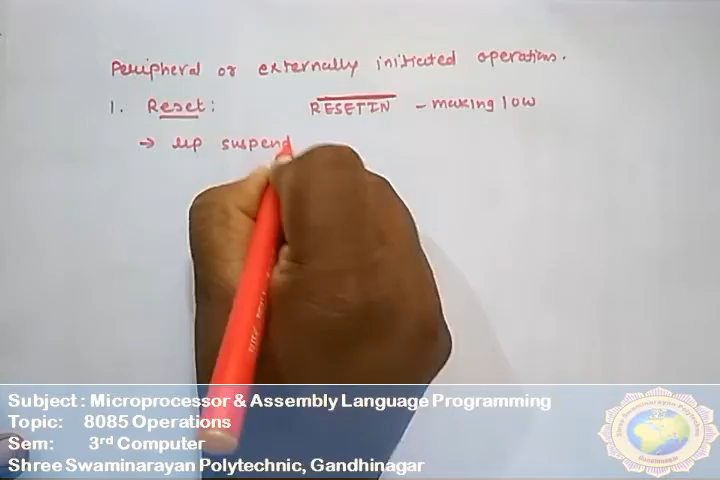 Peripheral or externally initiated operations.
1. Reset: RESETIN - making low
→ μp suspend
Subject : Microprocessor & Assembly Language Programming
Topic: 8085 Operations
Sem: 3rd Computer
Shree Swaminarayan Polytechnic, Gandhinagar